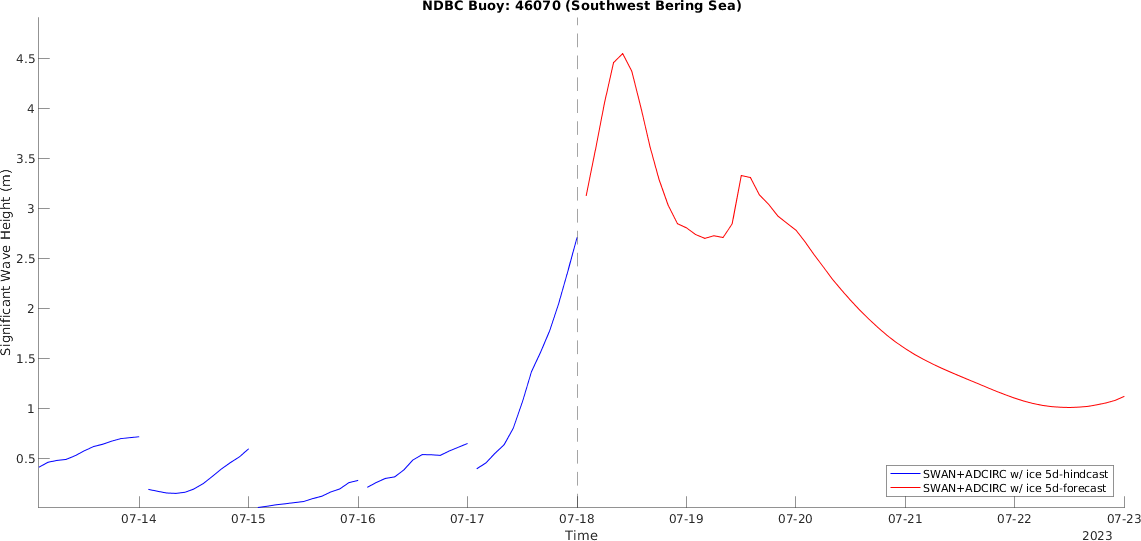 NDBC Buoy: 46070 (Southwest Bering Sea)
Significant Wave Height (m)
4.5
4
3.5
3
2.5
2
1.5
1
0.5
SWAN+ADCIRC w/ ice 5d-hindcast
SWAN+ADCIRC w/ ice 5d-forecast
07-14 07-15 07-16 07-17 07-18 07-19 07-20 07-21 07-22 07-23
Time
2023